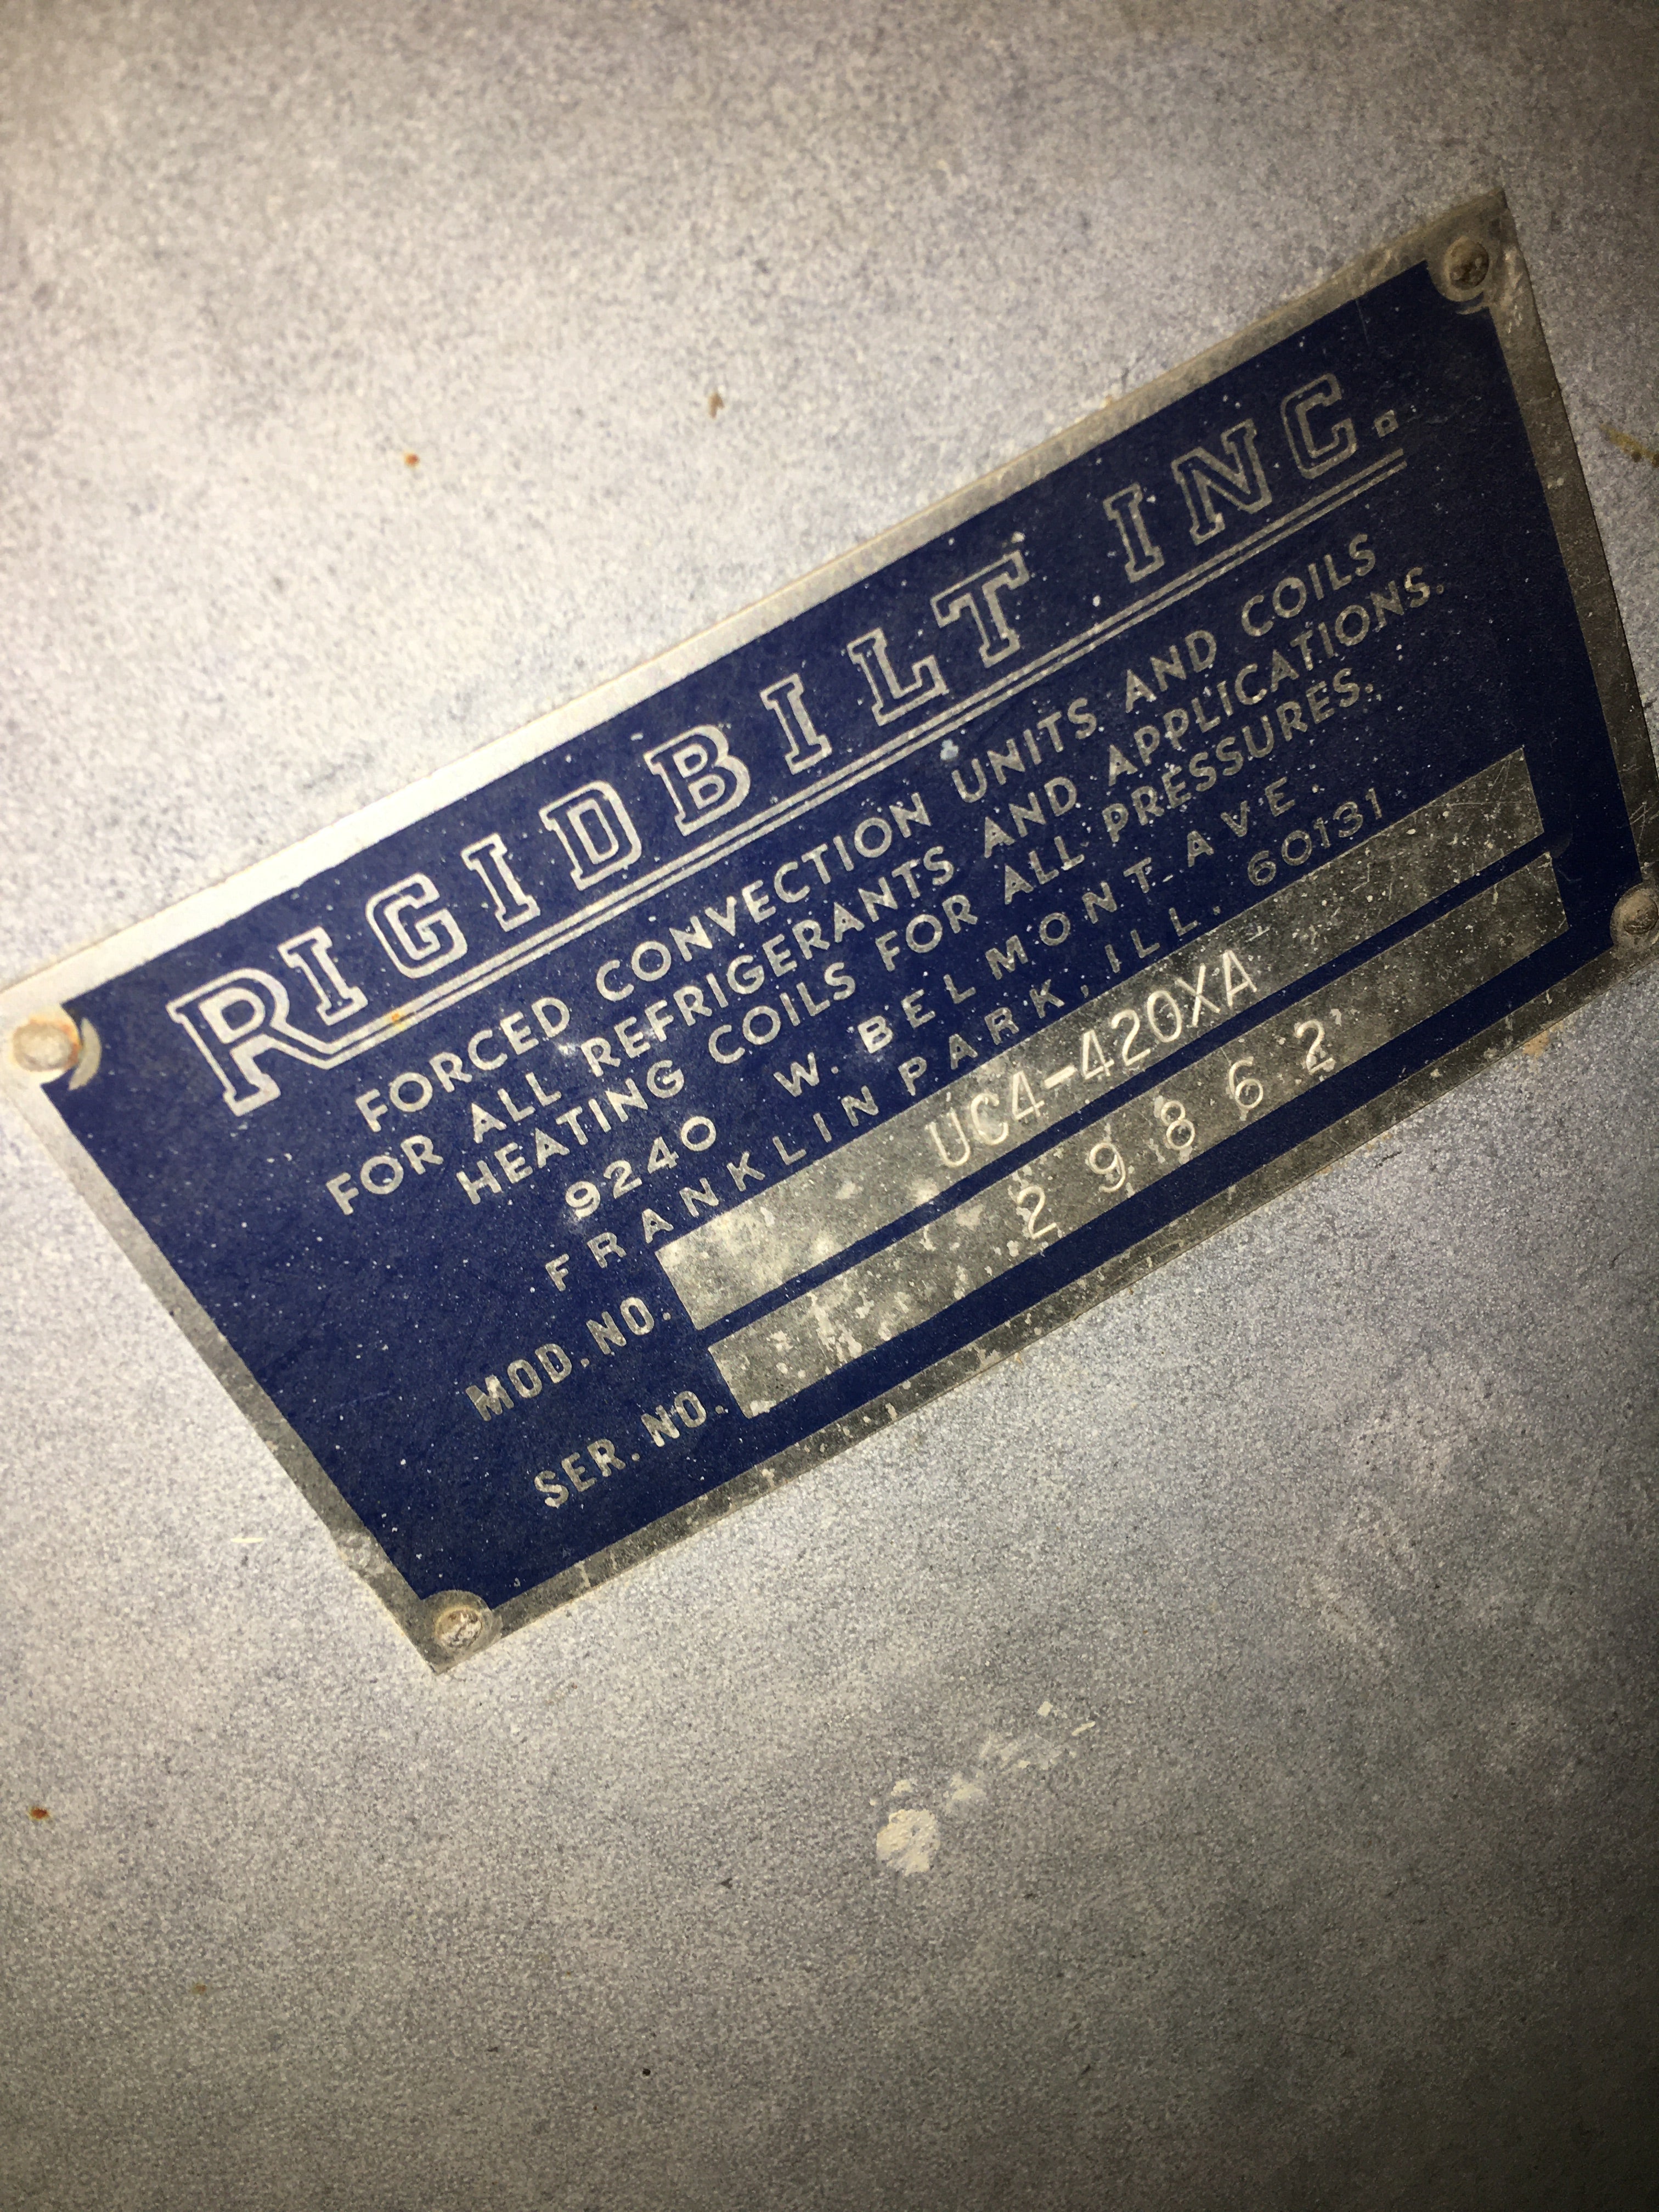 RIGIDBILT INC.
FORCED CONVECTION UNITS AND COILS
FOR ALL REFRIGERANTS AND APPLICATIONS.
HEATING COILS FOR ALL PRESSURES.
9240 W. BELMONT AVE.
FRANKLIN PARK, ILL. 60131
MOD. NO. UC4-420XA
SER. NO. 29862